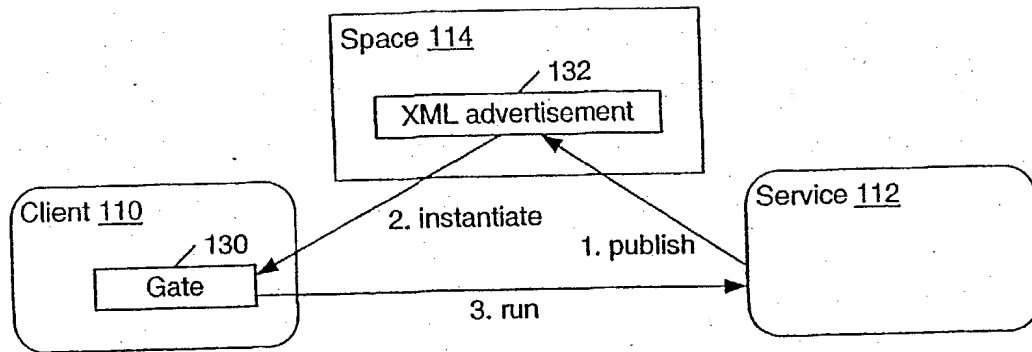 Space 114
132
XML advertisement
Client 110
2. instantiate
Service 112
130
1. publish
Gate
3. run